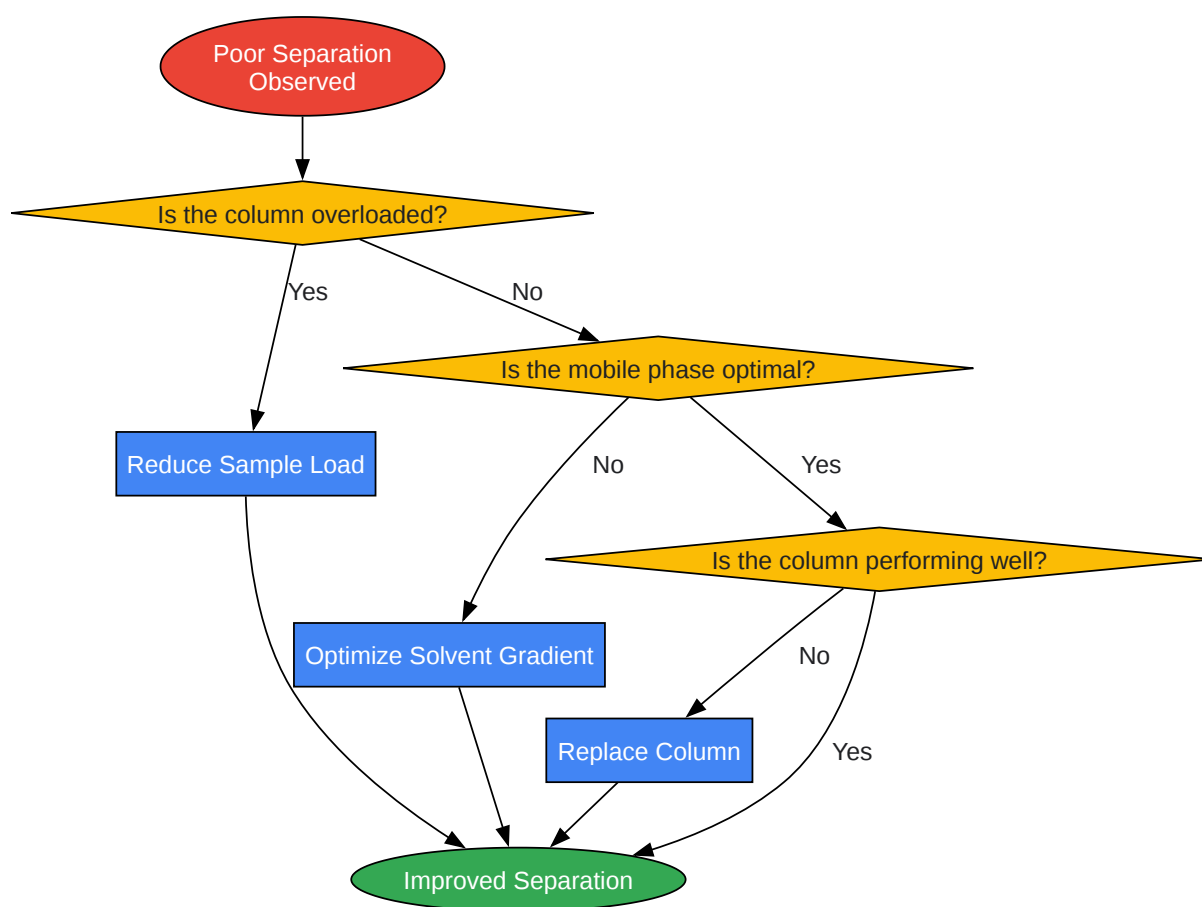 Poor Separation
Observed
Is the column overloaded?
Yes
No
Is the mobile phase optimal?
Reduce Sample Load
No
Yes
Is the column performing well?
Optimize Solvent Gradient
No
Replace Column
Yes
Improved Separation